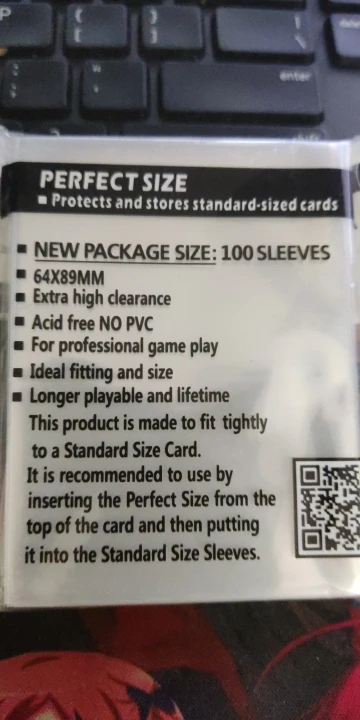 P
{
[
}
]
|
\
:
;
"
enter
PERFECT SIZE
▪ Protects and stores standard-sized cards
▪ NEW PACKAGE SIZE: 100 SLEEVES
▪ 64X89MM
▪ Extra high clearance
▪ Acid free NO PVC
▪ For professional game play
▪ Ideal fitting and size
▪ Longer playable and lifetime
This product is made to fit tightly
to a Standard Size Card.
It is recommended to use by
inserting the Perfect Size from the
top of the card and then putting
it into the Standard Size Sleeves.